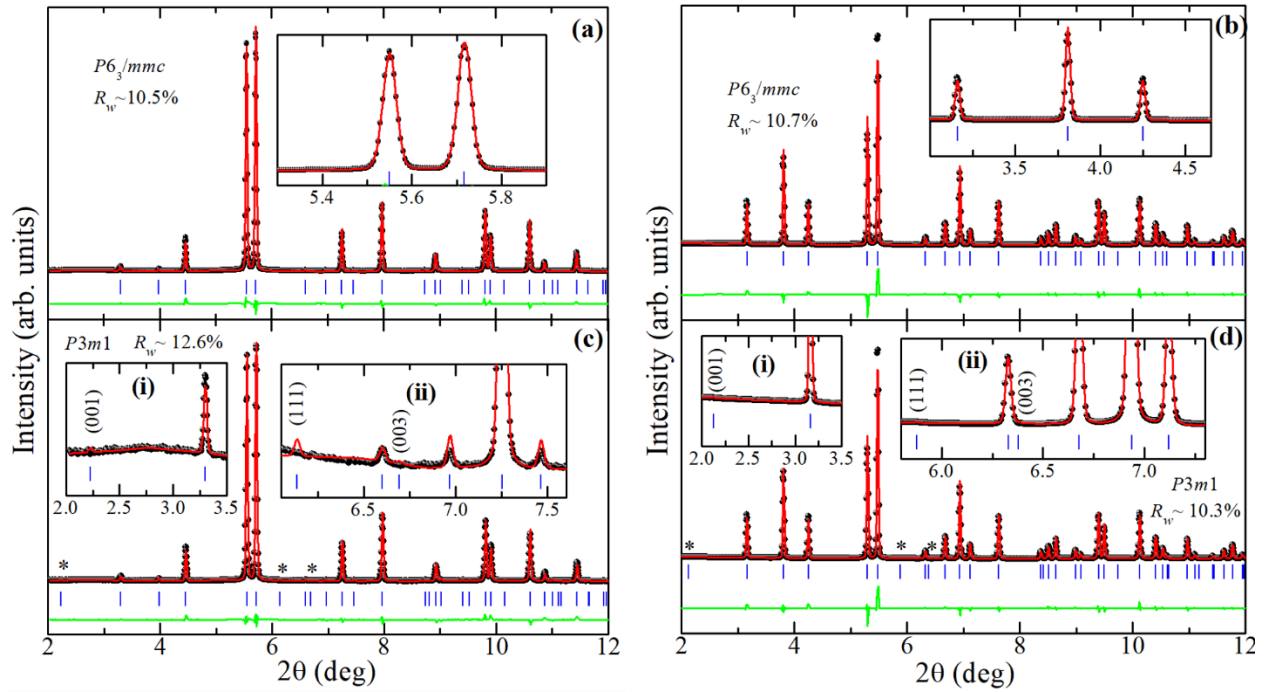 (a)
P6₃/mmc
R_w~10.5%
5.4 5.6 5.8
(b)
P6₃/mmc
R_w~ 10.7%
3.5 4.0 4.5
Intensity (arb. units)
Intensity (arb. units)
P3m1 R_w~ 12.6%
(c)
(i)
(001)
2.0 2.5 3.0 3.5
(ii)
(111)
(003)
6.5 7.0 7.5
* * *
2 4 6 8 10 12
2θ (deg)
(d)
(i)
(001)
2.0 2.5 3.0 3.5
(ii)
(111)
(003)
6.0 6.5 7.0
P3m1
R_w~ 10.3%
* * *
2 4 6 8 10 12
2θ (deg)